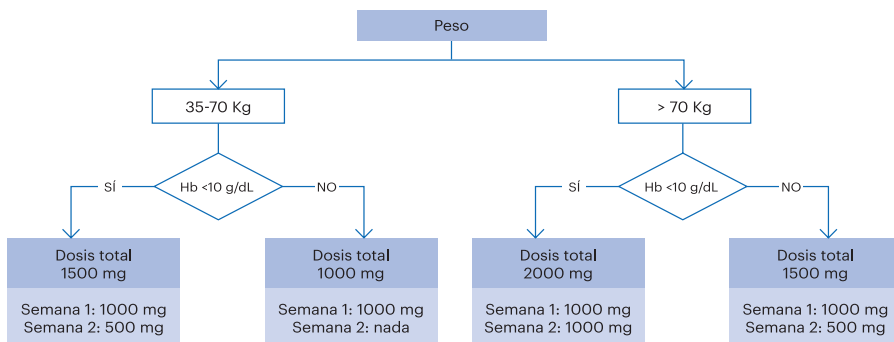 Peso
35-70 Kg
> 70 Kg
SÍ
Hb <10 g/dL
NO
SÍ
Hb <10 g/dL
NO
Dosis total
1500 mg
Semana 1: 1000 mg
Semana 2: 500 mg
Dosis total
1000 mg
Semana 1: 1000 mg
Semana 2: nada
Dosis total
2000 mg
Semana 1: 1000 mg
Semana 2: 1000 mg
Dosis total
1500 mg
Semana 1: 1000 mg
Semana 2: 500 mg